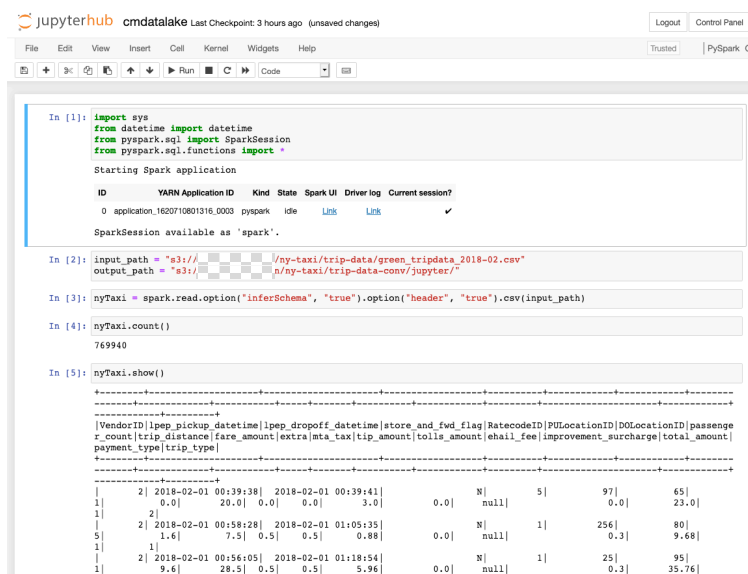 jupyterhub cmdatalake Last Checkpoint: 3 hours ago (unsaved changes) Logout Control Panel
File Edit View Insert Cell Kernel Widgets Help Trusted PySpark
Run Code
In [1]: import sys
from datetime import datetime
from pyspark.sql import SparkSession
from pyspark.sql.functions import *
Starting Spark application
ID YARN Application ID Kind State Spark UI Driver log Current session?
0 application_1620710801316_0003 pyspark idle Link Link ✔
SparkSession available as 'spark'.
In [2]: input_path = "s3:// /ny-taxi/trip-data/green_tripdata_2018-02.csv"
output_path = "s3:/ n/ny-taxi/trip-data-conv/jupyter/"
In [3]: nyTaxi = spark.read.option("inferSchema", "true").option("header", "true").csv(input_path)
In [4]: nyTaxi.count()
769940
In [5]: nyTaxi.show()
+--------+--------------------+---------------------+------------------+----------+------------+------------+--------
-------+-------------+-----------+-----+-------+----------+------------+---------+---------------------+------------+
------------+---------+
|VendorID|lpep_pickup_datetime|lpep_dropoff_datetime|store_and_fwd_flag|RatecodeID|PULocationID|DOLocationID|passenge
r_count|trip_distance|fare_amount|extra|mta_tax|tip_amount|tolls_amount|ehail_fee|improvement_surcharge|total_amount|
payment_type|trip_type|
+--------+--------------------+---------------------+------------------+----------+------------+------------+--------
-------+-------------+-----------+-----+-------+----------+------------+---------+---------------------+------------+
------------+---------+
| 2| 2018-02-01 00:39:38| 2018-02-01 00:39:41| N| 5| 97| 65|
1| 0.0| 20.0| 0.0| 0.0| 3.0| 0.0| null| 0.0| 23.0|
1| 2|
| 2| 2018-02-01 00:58:28| 2018-02-01 01:05:35| N| 1| 256| 80|
5| 1.6| 7.5| 0.5| 0.5| 0.88| 0.0| null| 0.3| 9.68|
1| 1|
| 2| 2018-02-01 00:56:05| 2018-02-01 01:18:54| N| 1| 25| 95|
1| 9.6| 28.5| 0.5| 0.5| 5.96| 0.0| null| 0.3| 35.76|